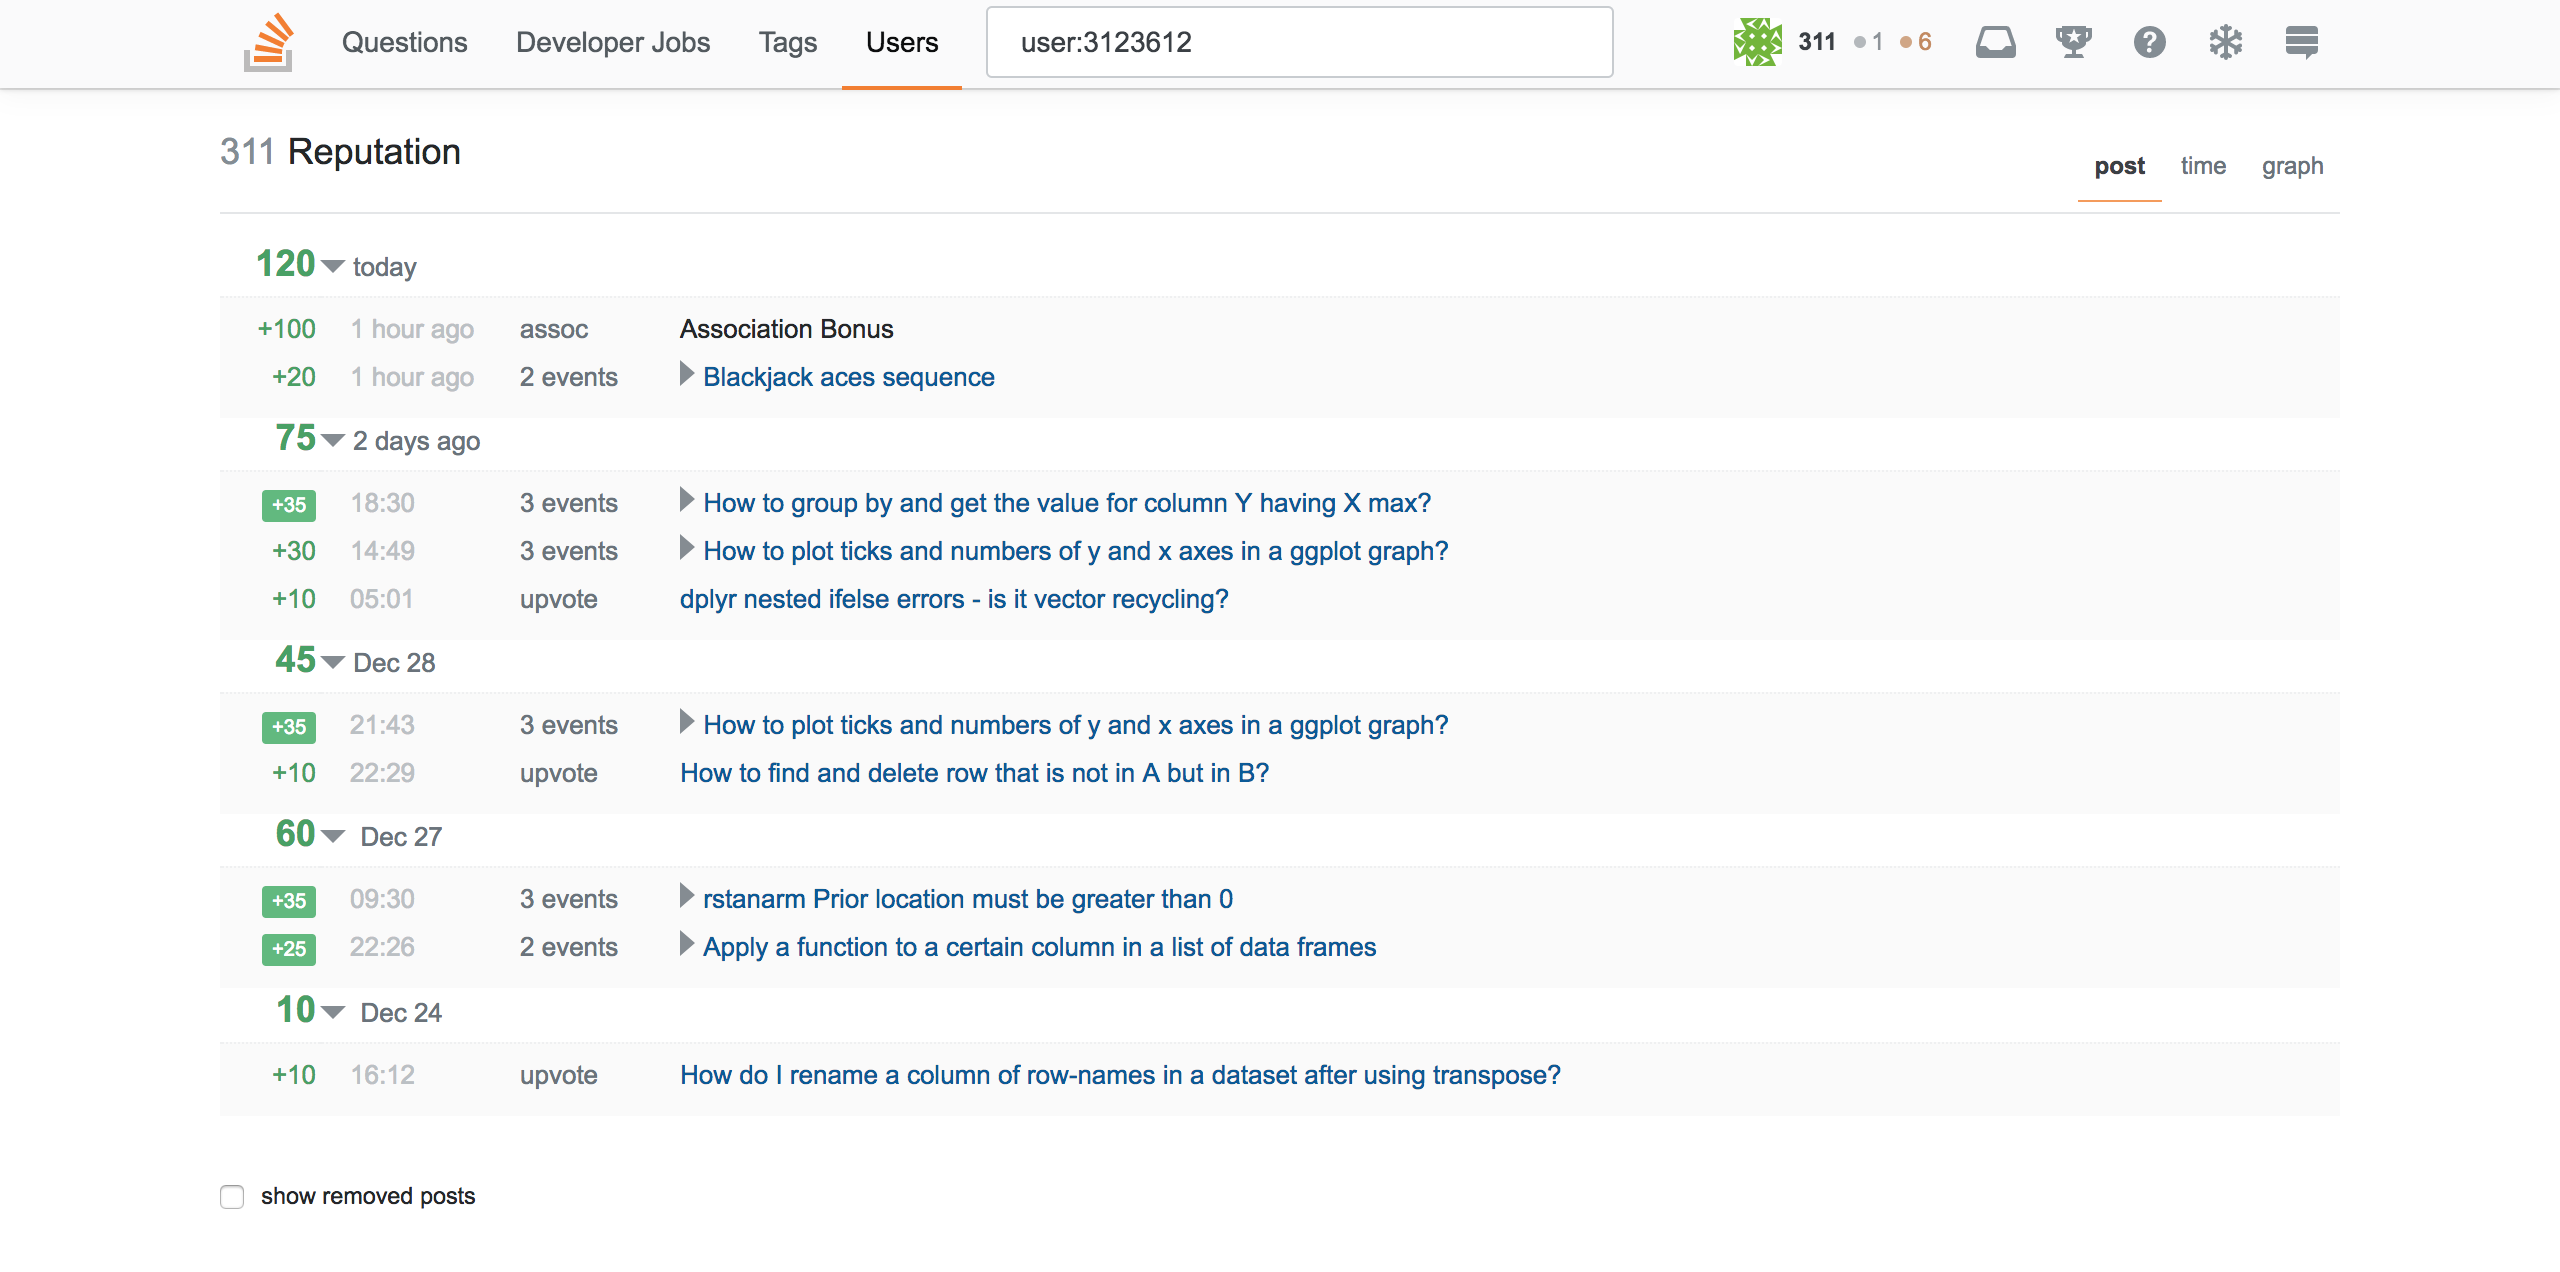 Questions Developer Jobs Tags Users user:3123612 311 1 6 ?
311 Reputation
post time graph
120 today
+100 1 hour ago assoc Association Bonus
+20 1 hour ago 2 events Blackjack aces sequence
75 2 days ago
+35 18:30 3 events How to group by and get the value for column Y having X max?
+30 14:49 3 events How to plot ticks and numbers of y and x axes in a ggplot graph?
+10 05:01 upvote dplyr nested ifelse errors - is it vector recycling?
45 Dec 28
+35 21:43 3 events How to plot ticks and numbers of y and x axes in a ggplot graph?
+10 22:29 upvote How to find and delete row that is not in A but in B?
60 Dec 27
+35 09:30 3 events rstanarm Prior location must be greater than 0
+25 22:26 2 events Apply a function to a certain column in a list of data frames
10 Dec 24
+10 16:12 upvote How do I rename a column of row-names in a dataset after using transpose?
show removed posts